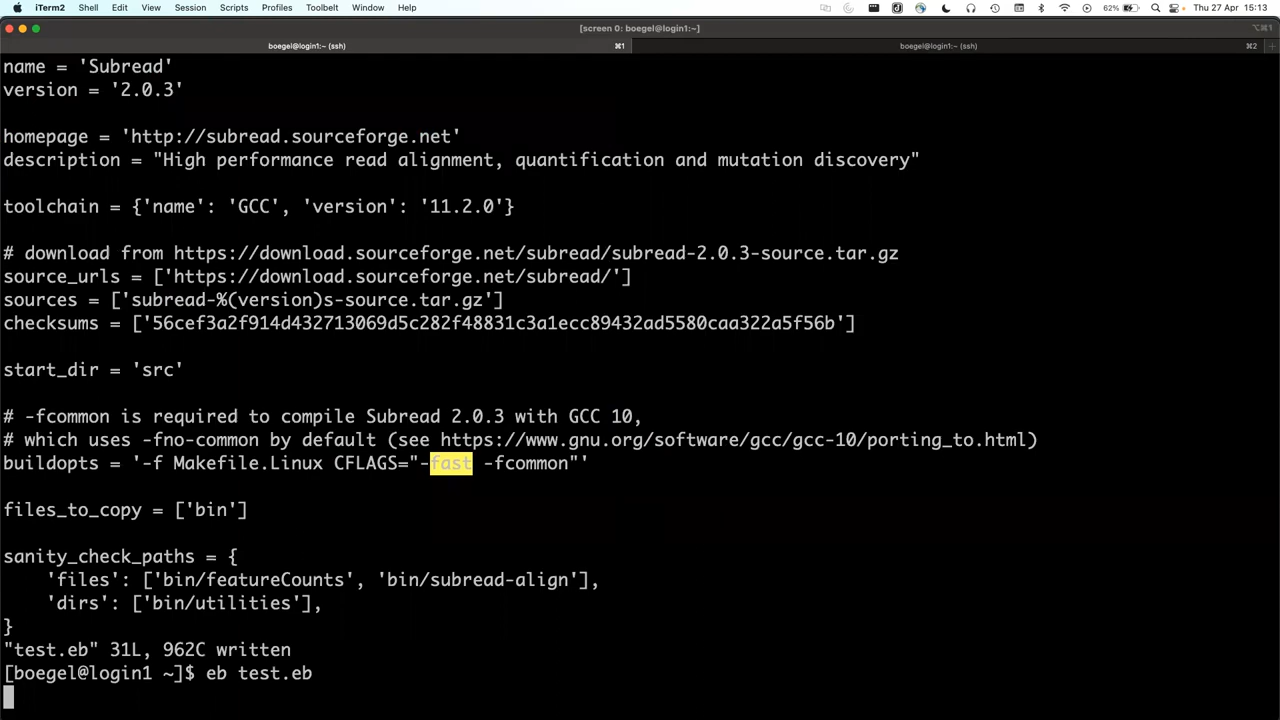 iTerm2 Shell Edit View Session Scripts Profiles Toolbelt Window Help 62% Thu 27 Apr 15:13
[screen 0: boegel@login1:~ (ssh) ⌥⌘1
boegel@login1:~ (ssh) ⌘1 boegel@login1:~ (ssh) ⌘2
name = 'Subread'
version = '2.0.3'
homepage = 'http://subread.sourceforge.net'
description = "High performance read alignment, quantification and mutation discovery"
toolchain = {'name': 'GCC', 'version': '11.2.0'}
# download from https://download.sourceforge.net/subread/subread-2.0.3-source.tar.gz
source_urls = ['https://download.sourceforge.net/subread/']
sources = ['subread-%(version)s-source.tar.gz']
checksums = ['56cef3a2f914d432713069d5c282f48831c3a1ecc89432ad5580caa322a5f56b']
start_dir = 'src'
# -fcommon is required to compile Subread 2.0.3 with GCC 10,
# which uses -fno-common by default (see https://www.gnu.org/software/gcc/gcc-10/porting_to.html)
buildopts = '-f Makefile.Linux CFLAGS="-fast -fcommon"'
files_to_copy = ['bin']
sanity_check_paths = {
'files': ['bin/featureCounts', 'bin/subread-align'],
'dirs': ['bin/utilities'],
}
"test.eb" 31L, 962C written
[boegel@login1 ~]$ eb test.eb